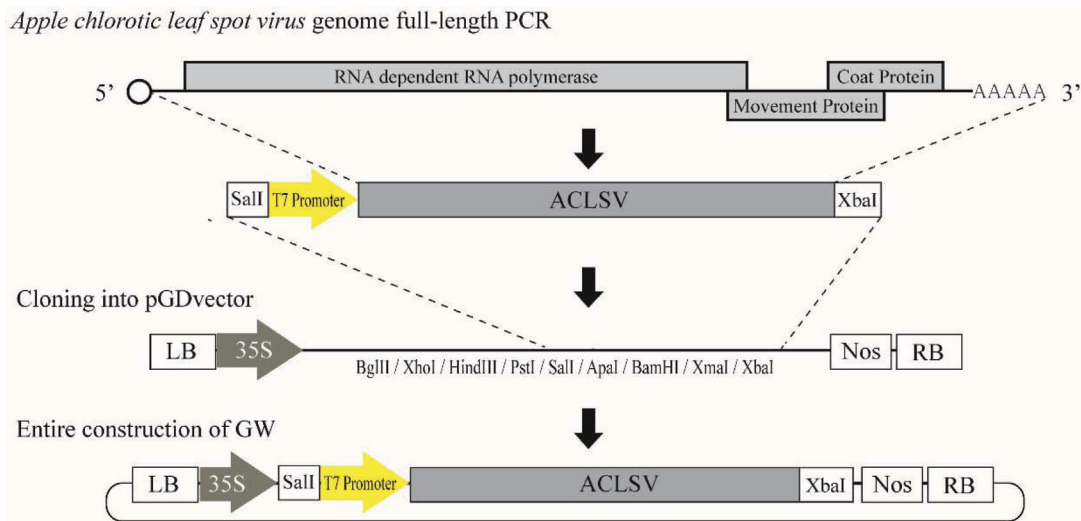 Apple chlorotic leaf spot virus genome full-length PCR
RNA dependent RNA polymerase
Coat Protein
5’
AAAAA
3’
Movement Protein
SalI
T7 Promoter
ACLSV
XbaI
Cloning into pGDvector
LB
35S
Nos
RB
BglII / XhoI / HindIII / PstI / SalI / ApaI / BamHI / XmaI / XbaI
Entire construction of GW
LB
35S
SalI
T7 Promoter
ACLSV
XbaI
Nos
RB